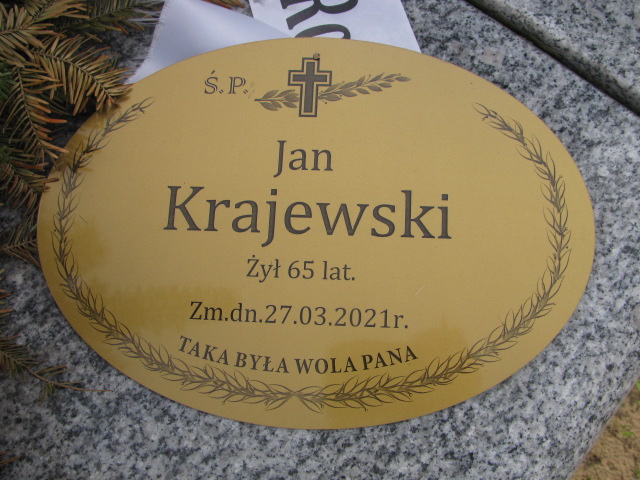 Ś.P.
Jan
Krajewski
Żył 65 lat.
Zm.dn.27.03.2021r.
TAKA BYŁA WOLA PANA